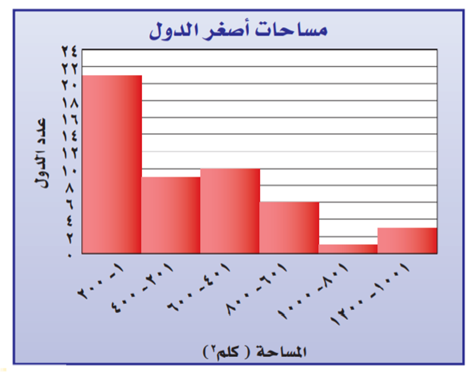 مساحات أصغر الدول
عدد الدول
٢٤
٢٢
٢٠
١٨
١٦
١٤
١٢
١٠
٨
٦
٤
٢
٠
١ - ٢٠٠
٢٠١ - ٤٠٠
٤٠١ - ٦٠٠
٦٠١ - ٨٠٠
٨٠١ - ١٠٠٠
١٠٠١ - ١٢٠٠
المساحة ( كلم٢)